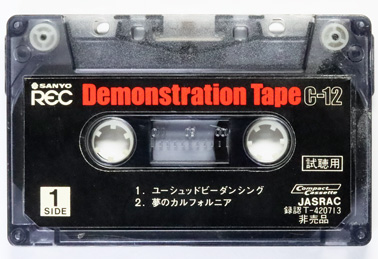 SANYO
REC
Demonstration Tape C-12
試聴用
1
SIDE
1. ユーシュッドビーダンシング
2. 夢のカルフォルニア
Compact
Cassette
JASRAC
録認T-420713
非売品